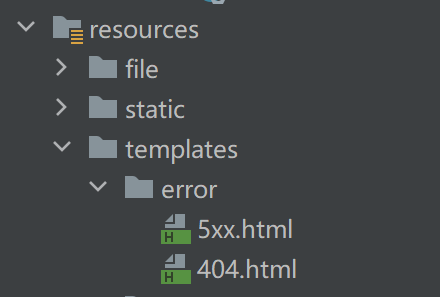 resources
file
static
templates
error
H 5xx.html
H 404.html